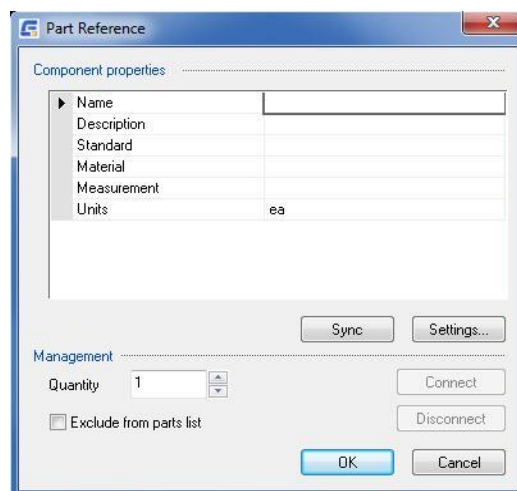 Part Reference
Component properties
Name
Description
Standard
Material
Measurement
Units ea
Sync Settings...
Management
Quantity 1 Connect
Exclude from parts list Disconnect
OK Cancel